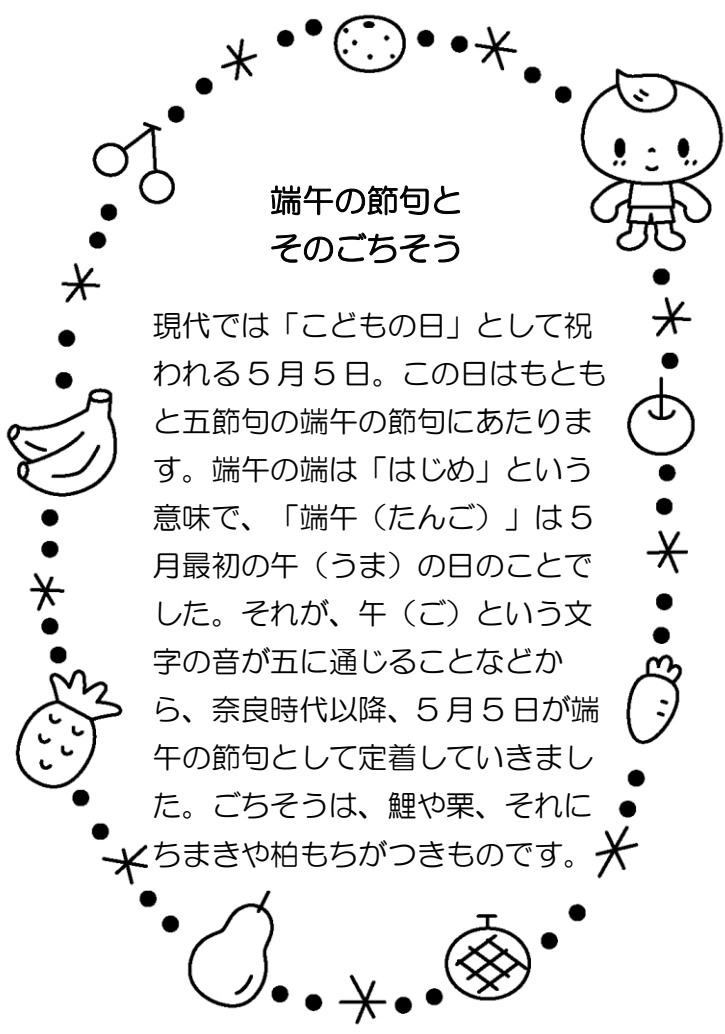 端午の節句と
そのごちそう
現代では「こどもの日」として祝
われる５月５日。この日はもとも
と五節句の端午の節句にあたりま
す。端午の端は「はじめ」という
意味で、「端午（たんご）」は５
月最初の午（うま）の日のことで
した。それが、午（ご）という文
字の音が五に通じることなどか
ら、奈良時代以降、５月５日が端
午の節句として定着していきまし
た。ごちそうは、鯉や栗、それに
ちまきや柏もちがつきものです。